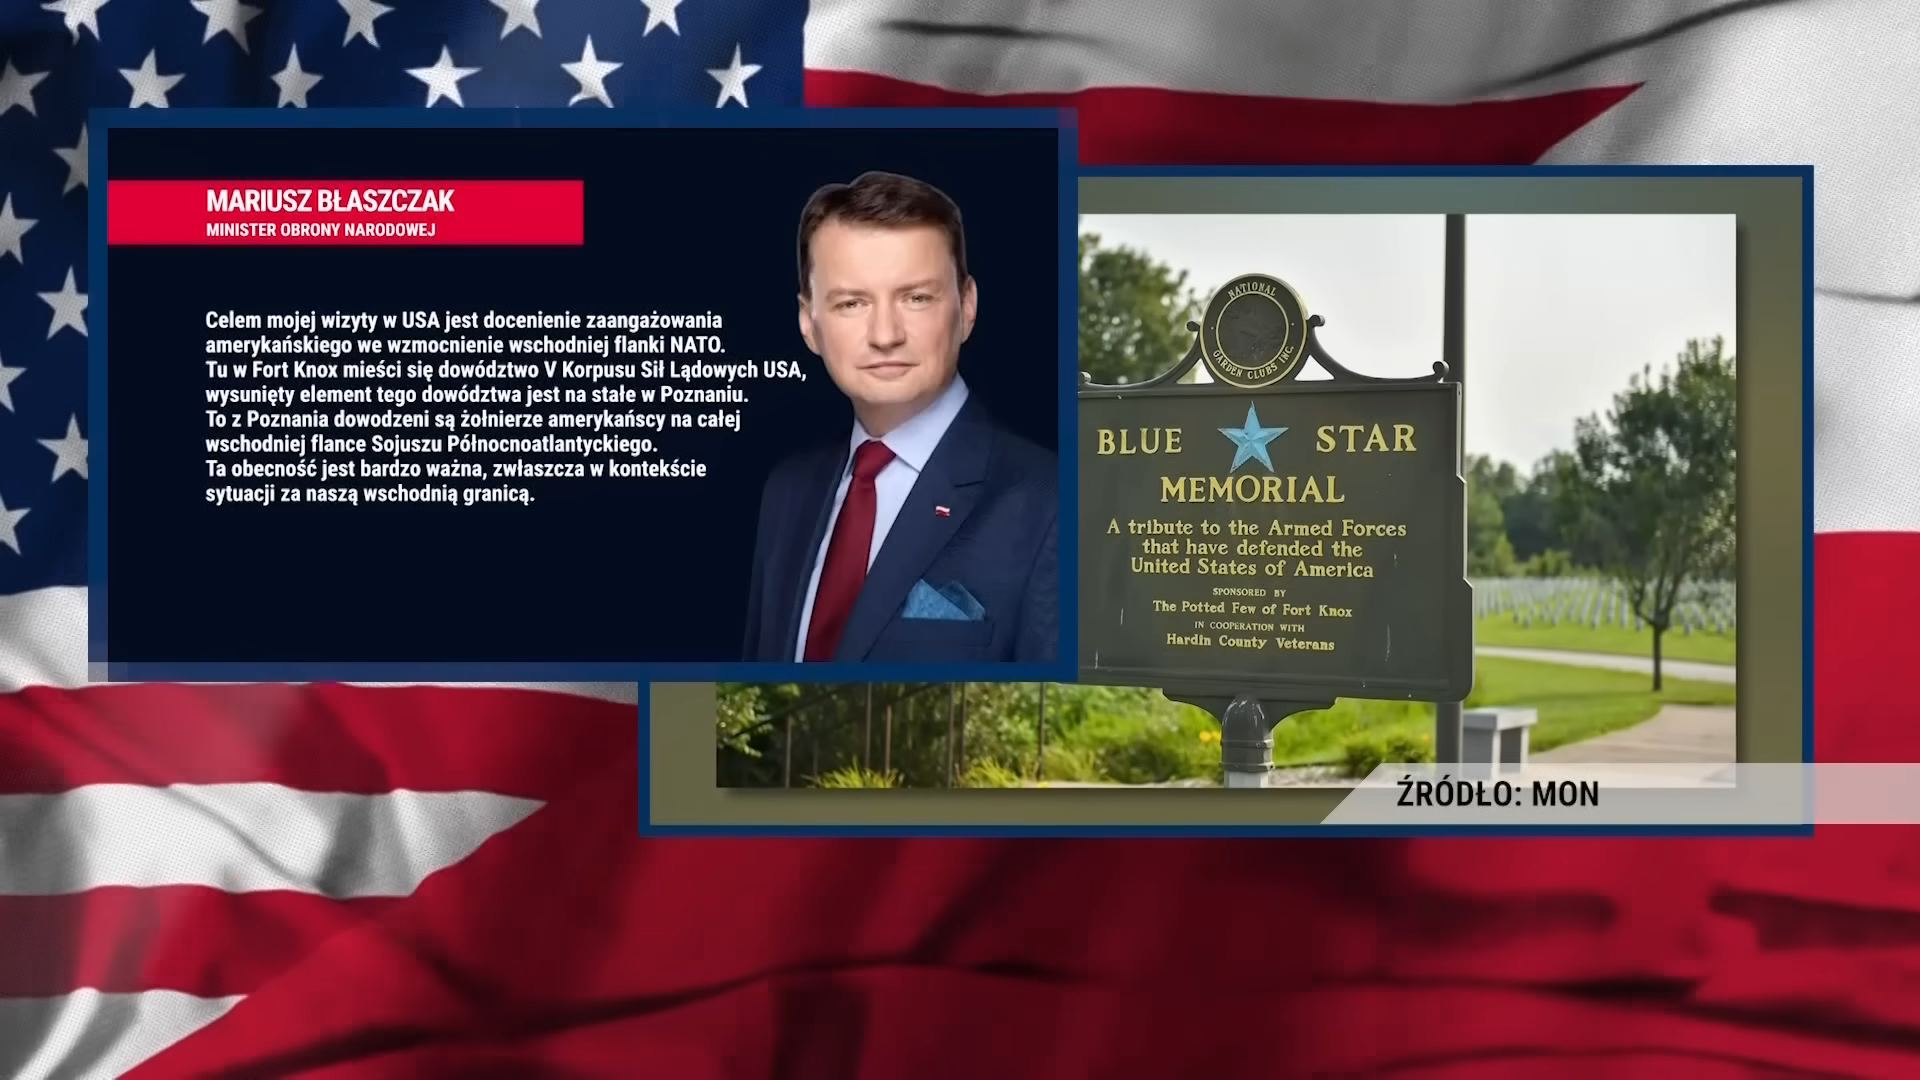 MARIUSZ BŁASZCZAK
MINISTER OBRONY NARODOWEJ
Celem mojej wizyty w USA jest docenienie zaangażowania
amerykańskiego we wzmocnienie wschodniej flanki NATO.
Tu w Fort Knox mieści się dowództwo V Korpusu Sił Lądowych USA,
wysunięty element tego dowództwa jest na stałe w Poznaniu.
To z Poznania dowodzeni są żołnierze amerykańscy na całej
wschodniej flance Sojuszu Północnoatlantyckiego.
Ta obecność jest bardzo ważna, zwłaszcza w kontekście
sytuacji za naszą wschodnią granicą.
NATIONAL
GARDEN CLUBS INC.
BLUE STAR
MEMORIAL
A tribute to the Armed Forces
that have defended the
United States of America
SPONSORED BY
The Potted Few of Fort Knox
IN COOPERATION WITH
Hardin County Veterans
ŹRÓDŁO: MON